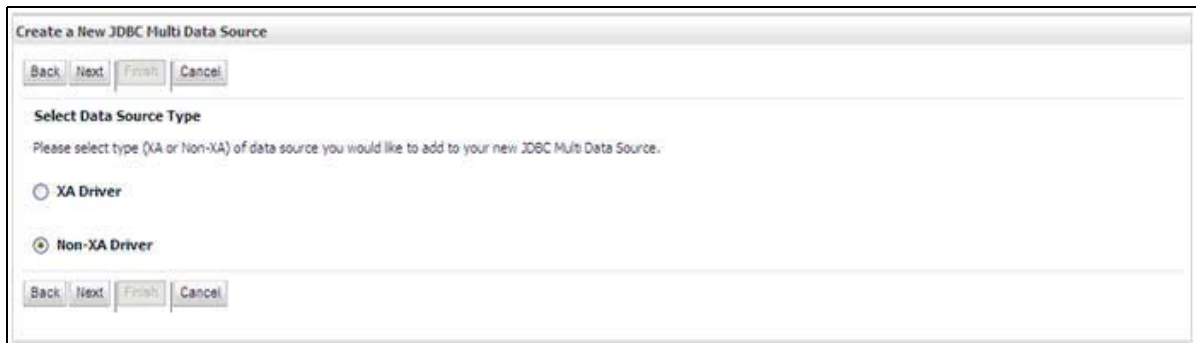 Create a New JDBC Multi Data Source
Back Next Finish Cancel
Select Data Source Type
Please select type (XA or Non-XA) of data source you would like to add to your new JDBC Multi Data Source.
XA Driver
Non-XA Driver
Back Next Finish Cancel